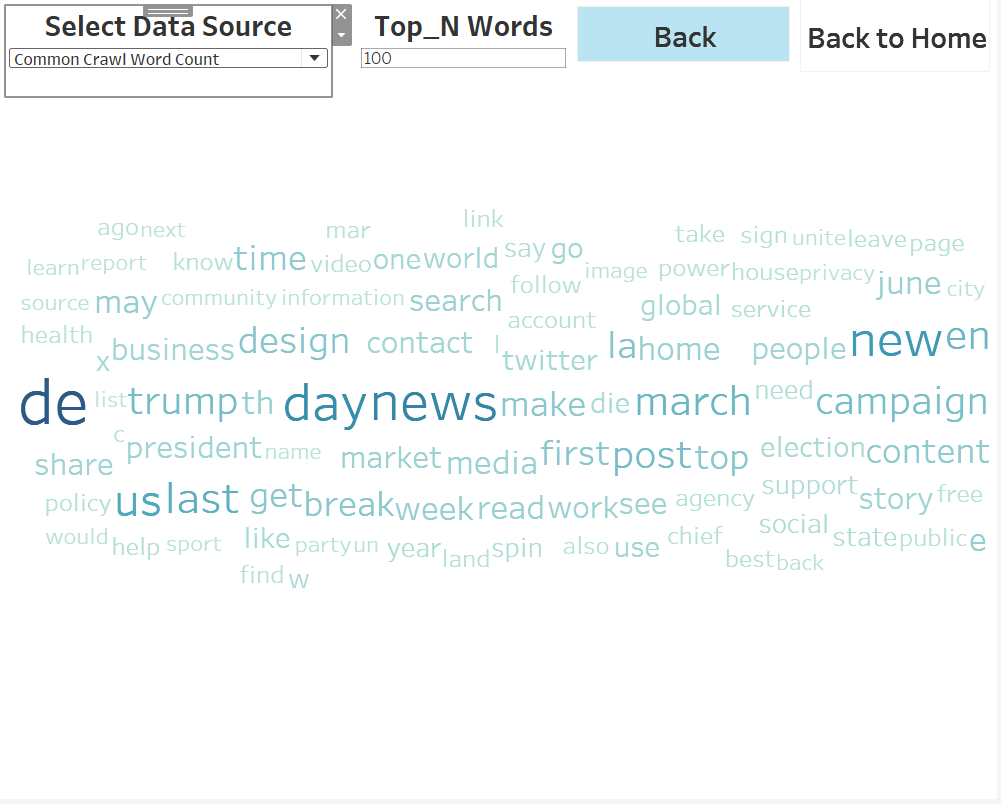 Select Data Source
Common Crawl Word Count
Top_N Words
100
Back
Back to Home
link
ago next mar take sign unite leave page
learn report know time video one world say go image power house privacy june city
source may community information search follow global service
health account
x business design contact l twitter la home people new en
de list trump th day news make die march need campaign
c president name market media first post top election content
share
policy us last get break week read work see agency support story free
would help sport like party un year land spin also use chief social state public e
find w best back